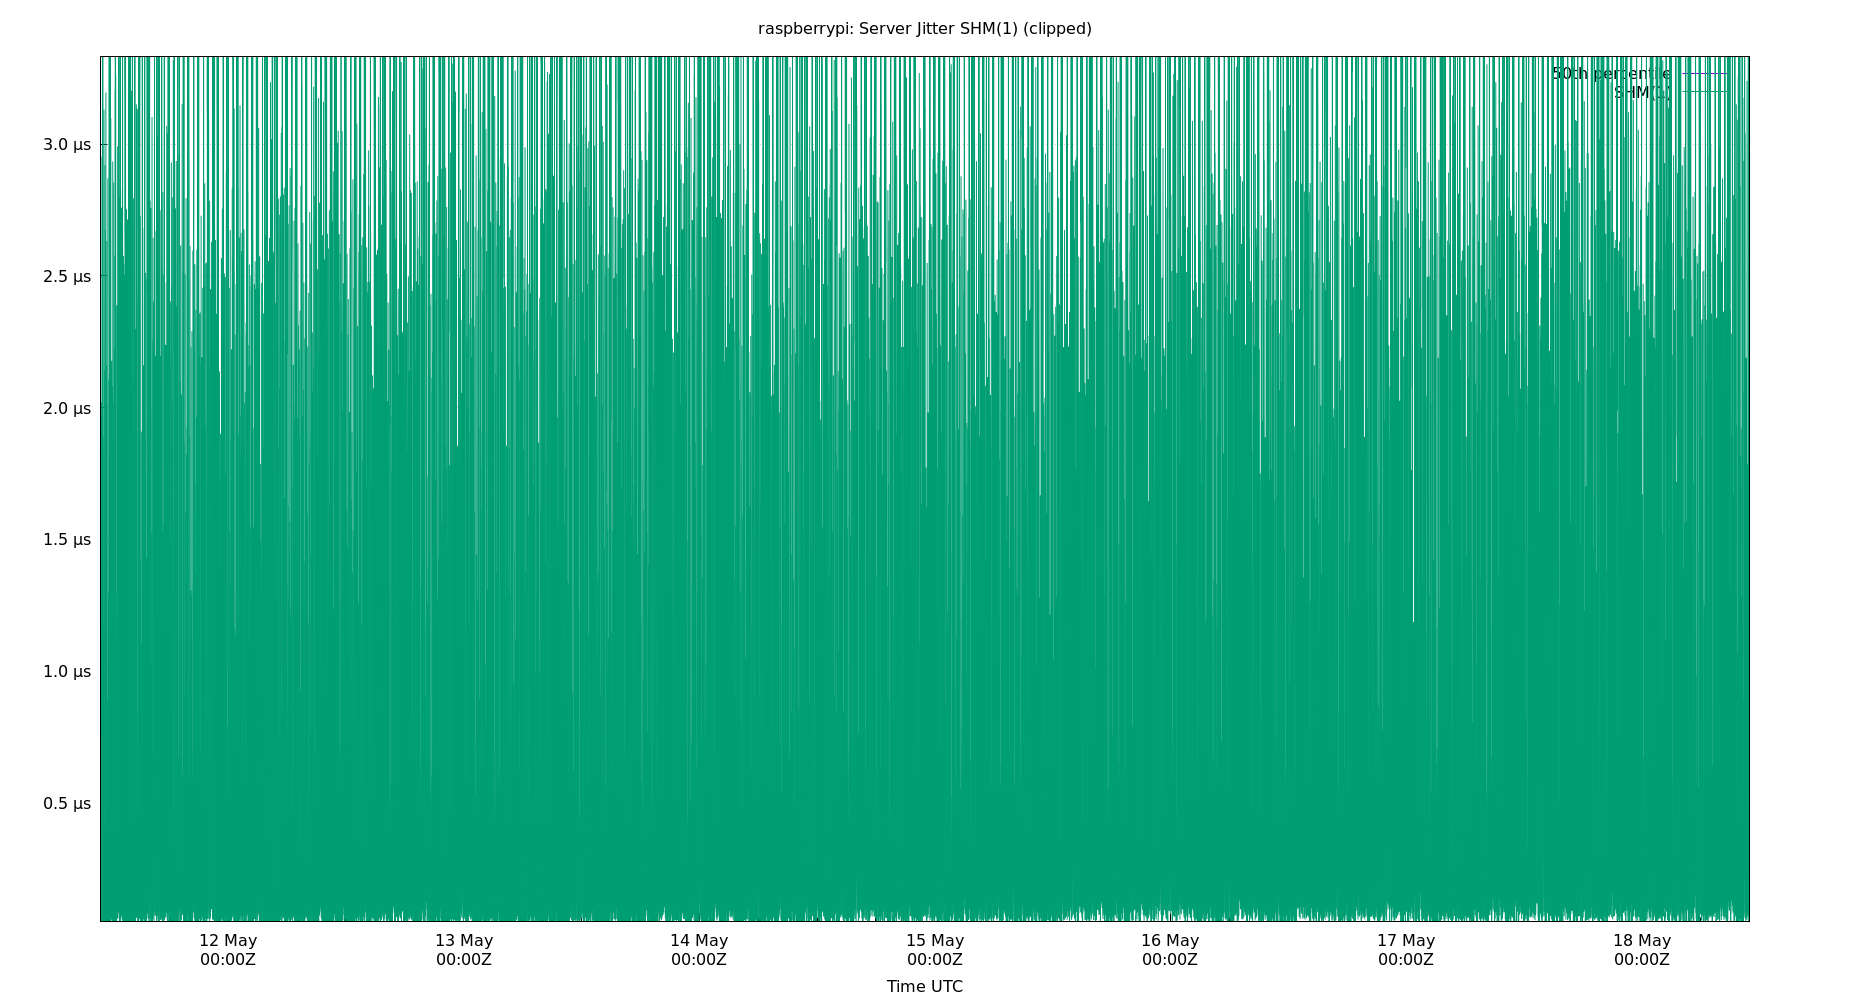 raspberrypi: Server Jitter SHM(1) (clipped)
50th percentile
SHM(1)
3.0 µs
2.5 µs
2.0 µs
1.5 µs
1.0 µs
0.5 µs
12 May 13 May 14 May 15 May 16 May 17 May 18 May
00:00Z 00:00Z 00:00Z 00:00Z 00:00Z 00:00Z 00:00Z
Time UTC